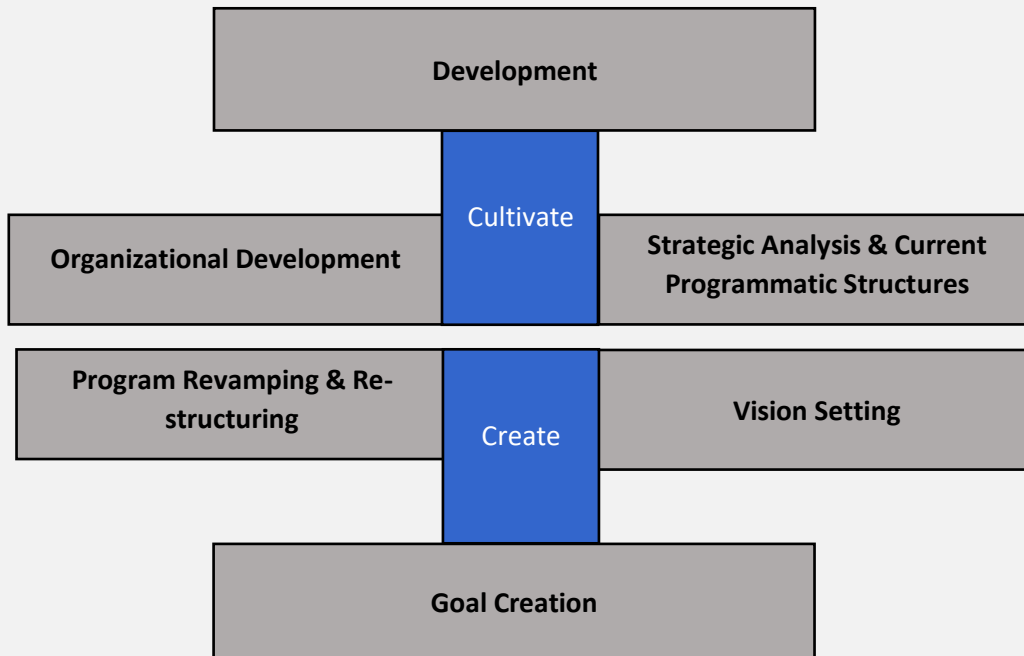 Development
Cultivate
Organizational Development
Strategic Analysis & Current
Programmatic Structures
Program Revamping & Re-
structuring
Create
Vision Setting
Goal Creation